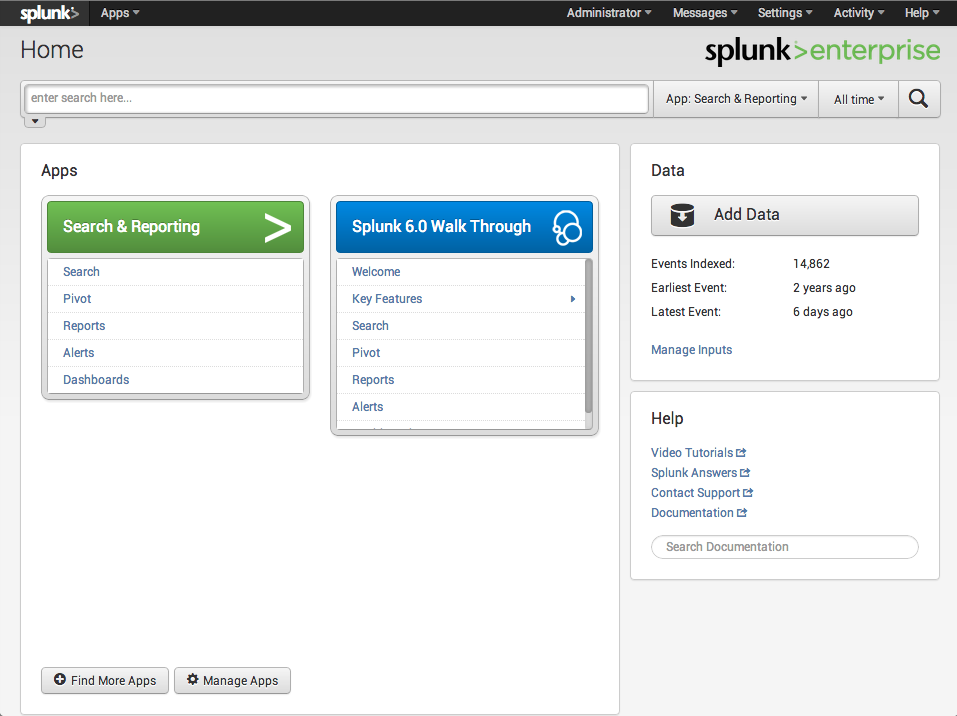 splunk> Apps Administrator Messages Settings Activity Help
Home
splunk>enterprise
enter search here...
App: Search & Reporting
All time
Apps
Search & Reporting
Search
Pivot
Reports
Alerts
Dashboards
Splunk 6.0 Walk Through
Welcome
Key Features
Search
Pivot
Reports
Alerts
Find More Apps
Manage Apps
Data
Add Data
Events Indexed: 14,862
Earliest Event: 2 years ago
Latest Event: 6 days ago
Manage Inputs
Help
Video Tutorials
Splunk Answers
Contact Support
Documentation
Search Documentation